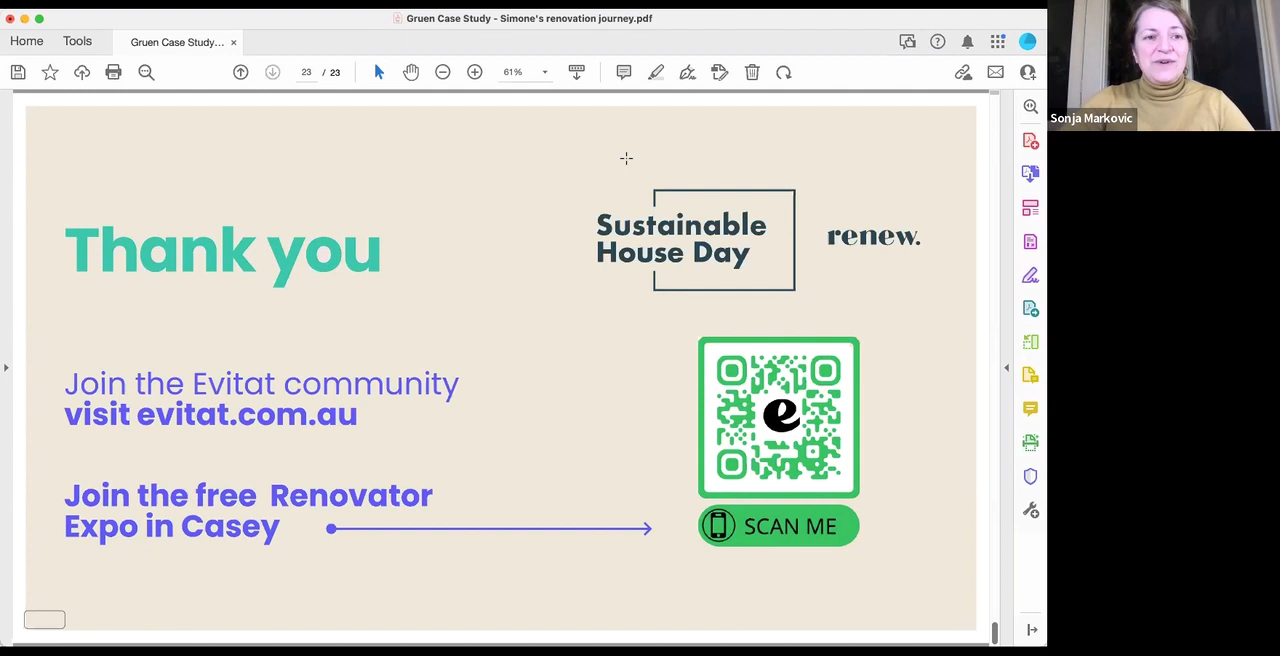 Gruen Case Study - Simone's renovation journey.pdf
Home
Tools
Gruen Case Study...
23 / 23
61%
Sonja Markovic
Thank you
Sustainable
House Day
renew.
Join the Evitat community
visit evitat.com.au
e
Join the free Renovator
Expo in Casey
SCAN ME